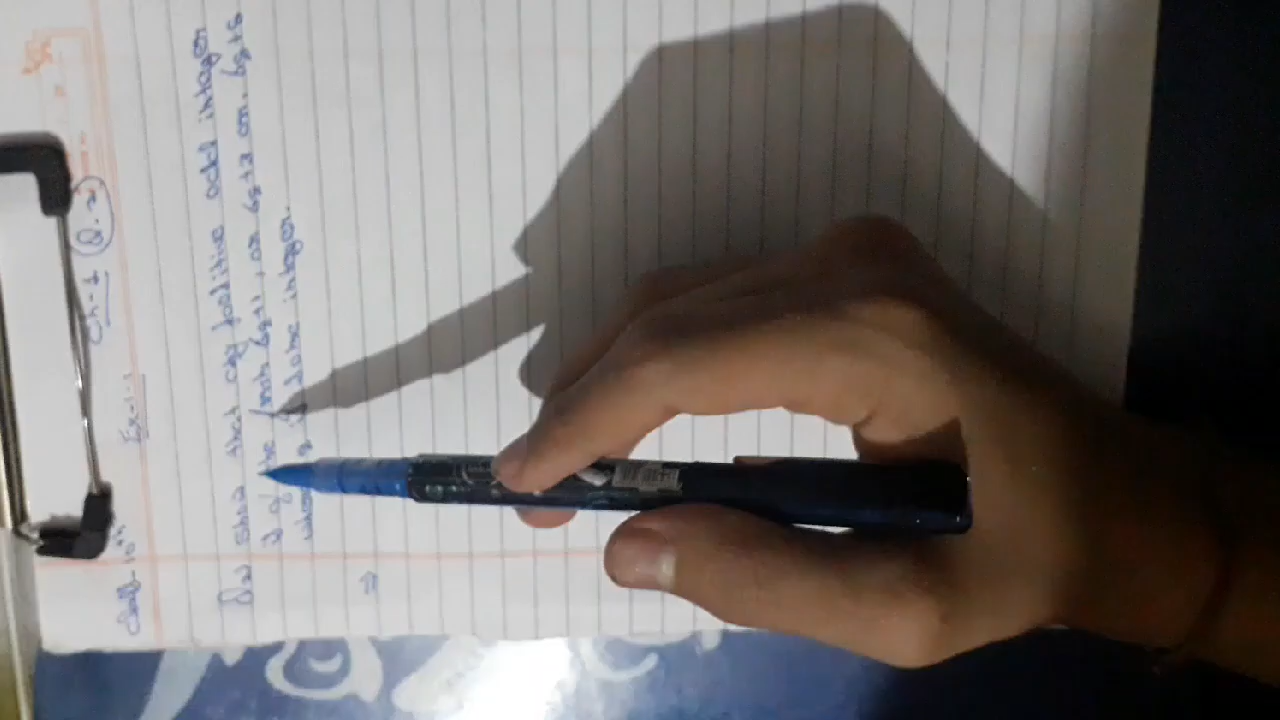 Ch-1 Q.2
Class-10th Ex-1.1
Q.2 Show that any positive odd integer
is of the form 6q+1, or 6q+3 or, 6q+5
where q is some integer.
⇒